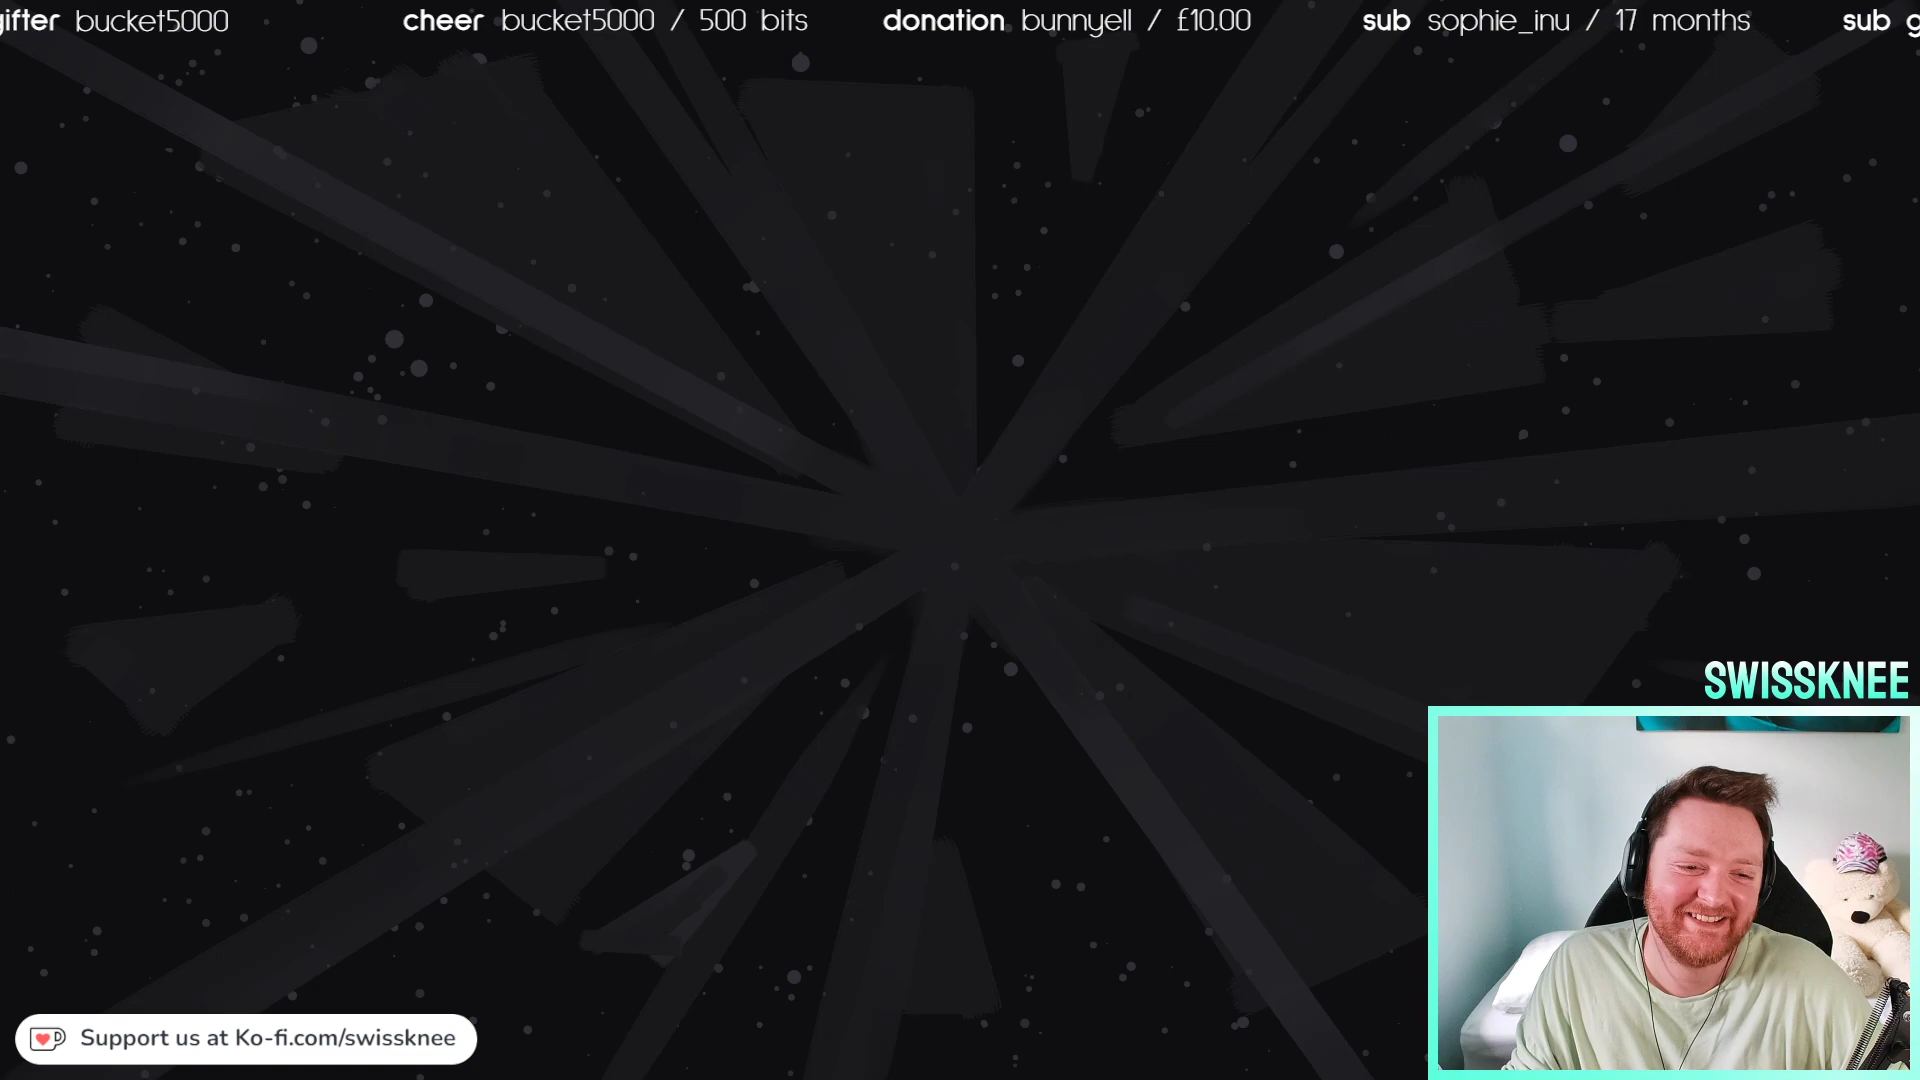 gifter bucket5000 cheer bucket5000 / 500 bits donation bunnyell / £10.00 sub sophie_inu / 17 months sub g
SWISSKNEE
Support us at Ko-fi.com/swissknee